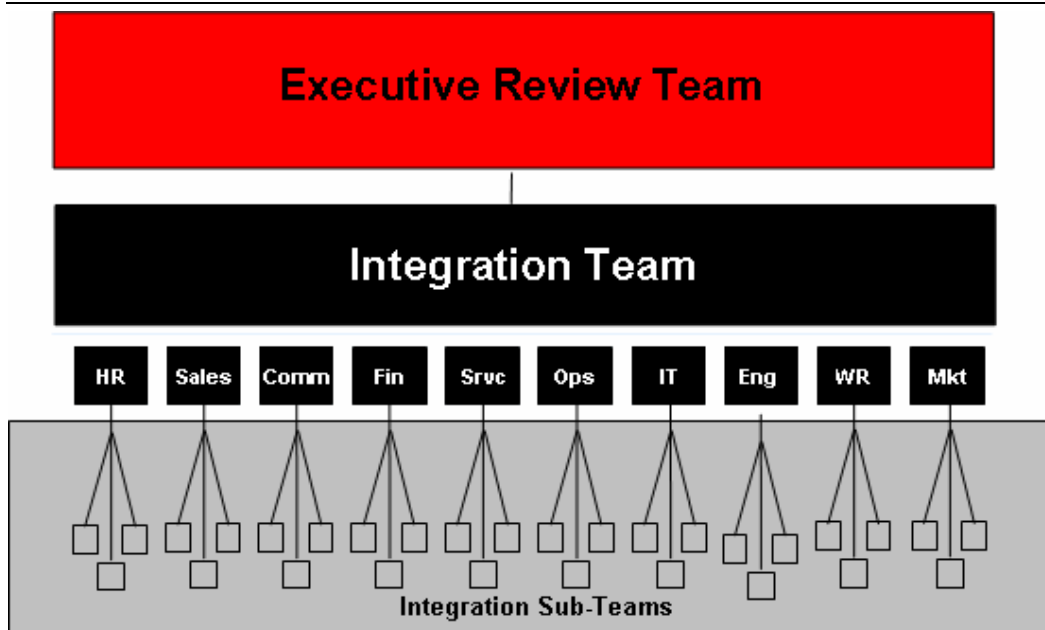 Executive Review Team
Integration Team
HR Sales Comm Fin Srvc Ops IT Eng WR Mkt
Integration Sub-Teams